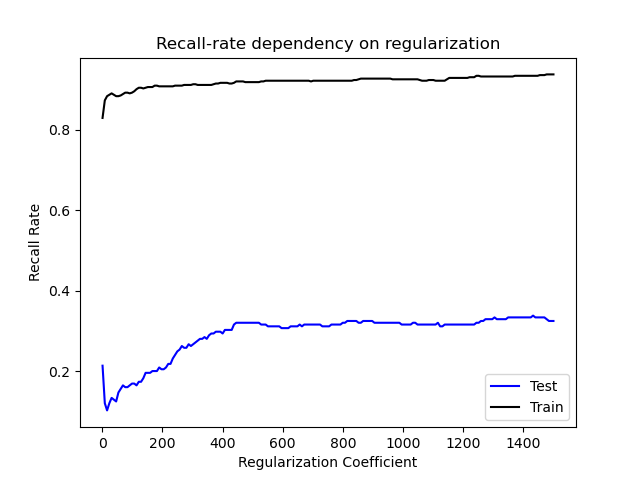 Recall-rate dependency on regularization
Recall Rate
0.8
0.6
0.4
0.2
0 200 400 600 800 1000 1200 1400
Regularization Coefficient
Test
Train